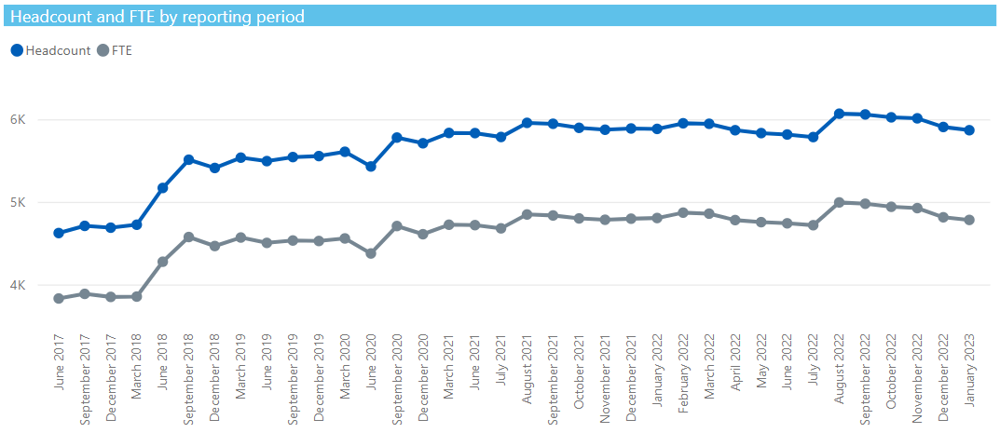 Headcount and FTE by reporting period
Headcount FTE
6K
5K
4K
June 2017
September 2017
December 2017
March 2018
June 2018
September 2018
December 2018
March 2019
June 2019
September 2019
December 2019
March 2020
June 2020
September 2020
December 2020
March 2021
June 2021
July 2021
August 2021
September 2021
October 2021
November 2021
December 2021
January 2022
February 2022
March 2022
April 2022
May 2022
June 2022
July 2022
August 2022
September 2022
October 2022
November 2022
December 2022
January 2023